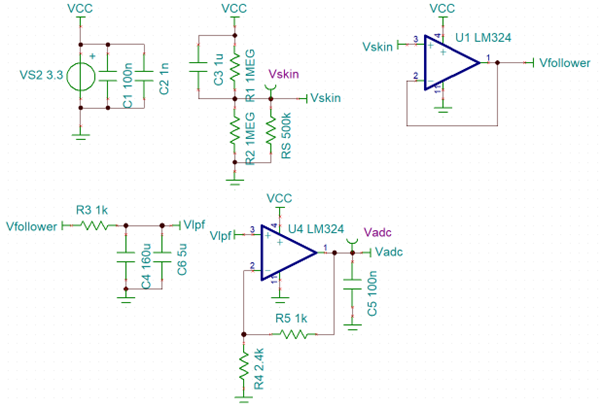 VCC
VS2 3.3
+
C1 100n
C2 1n
VCC
C3 1u
R1 1MEG
Vskin
Vskin
R2 1MEG
RS 500k
VCC
U1 LM324
Vskin
3
+
4
+
1
Vfollower
2
-
11
Vfollower
R3 1k
Vlpf
C4 160u
C6 5u
VCC
U4 LM324
Vlpf
3
+
4
+
1
2
-
11
Vadc
Vadc
C5 100n
R5 1k
R4 2.4k